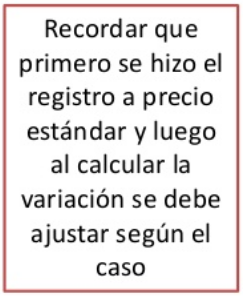 Recordar que
primero se hizo el
registro a precio
estándar y luego
al calcular la
variación se debe
ajustar según el
caso